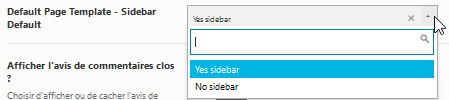 Default Page Template - Sidebar
Default
Yes sidebar
Yes sidebar
No sidebar
Afficher l'avis de commentaires clos
?
Choisir d'afficher ou de cacher l'avis de